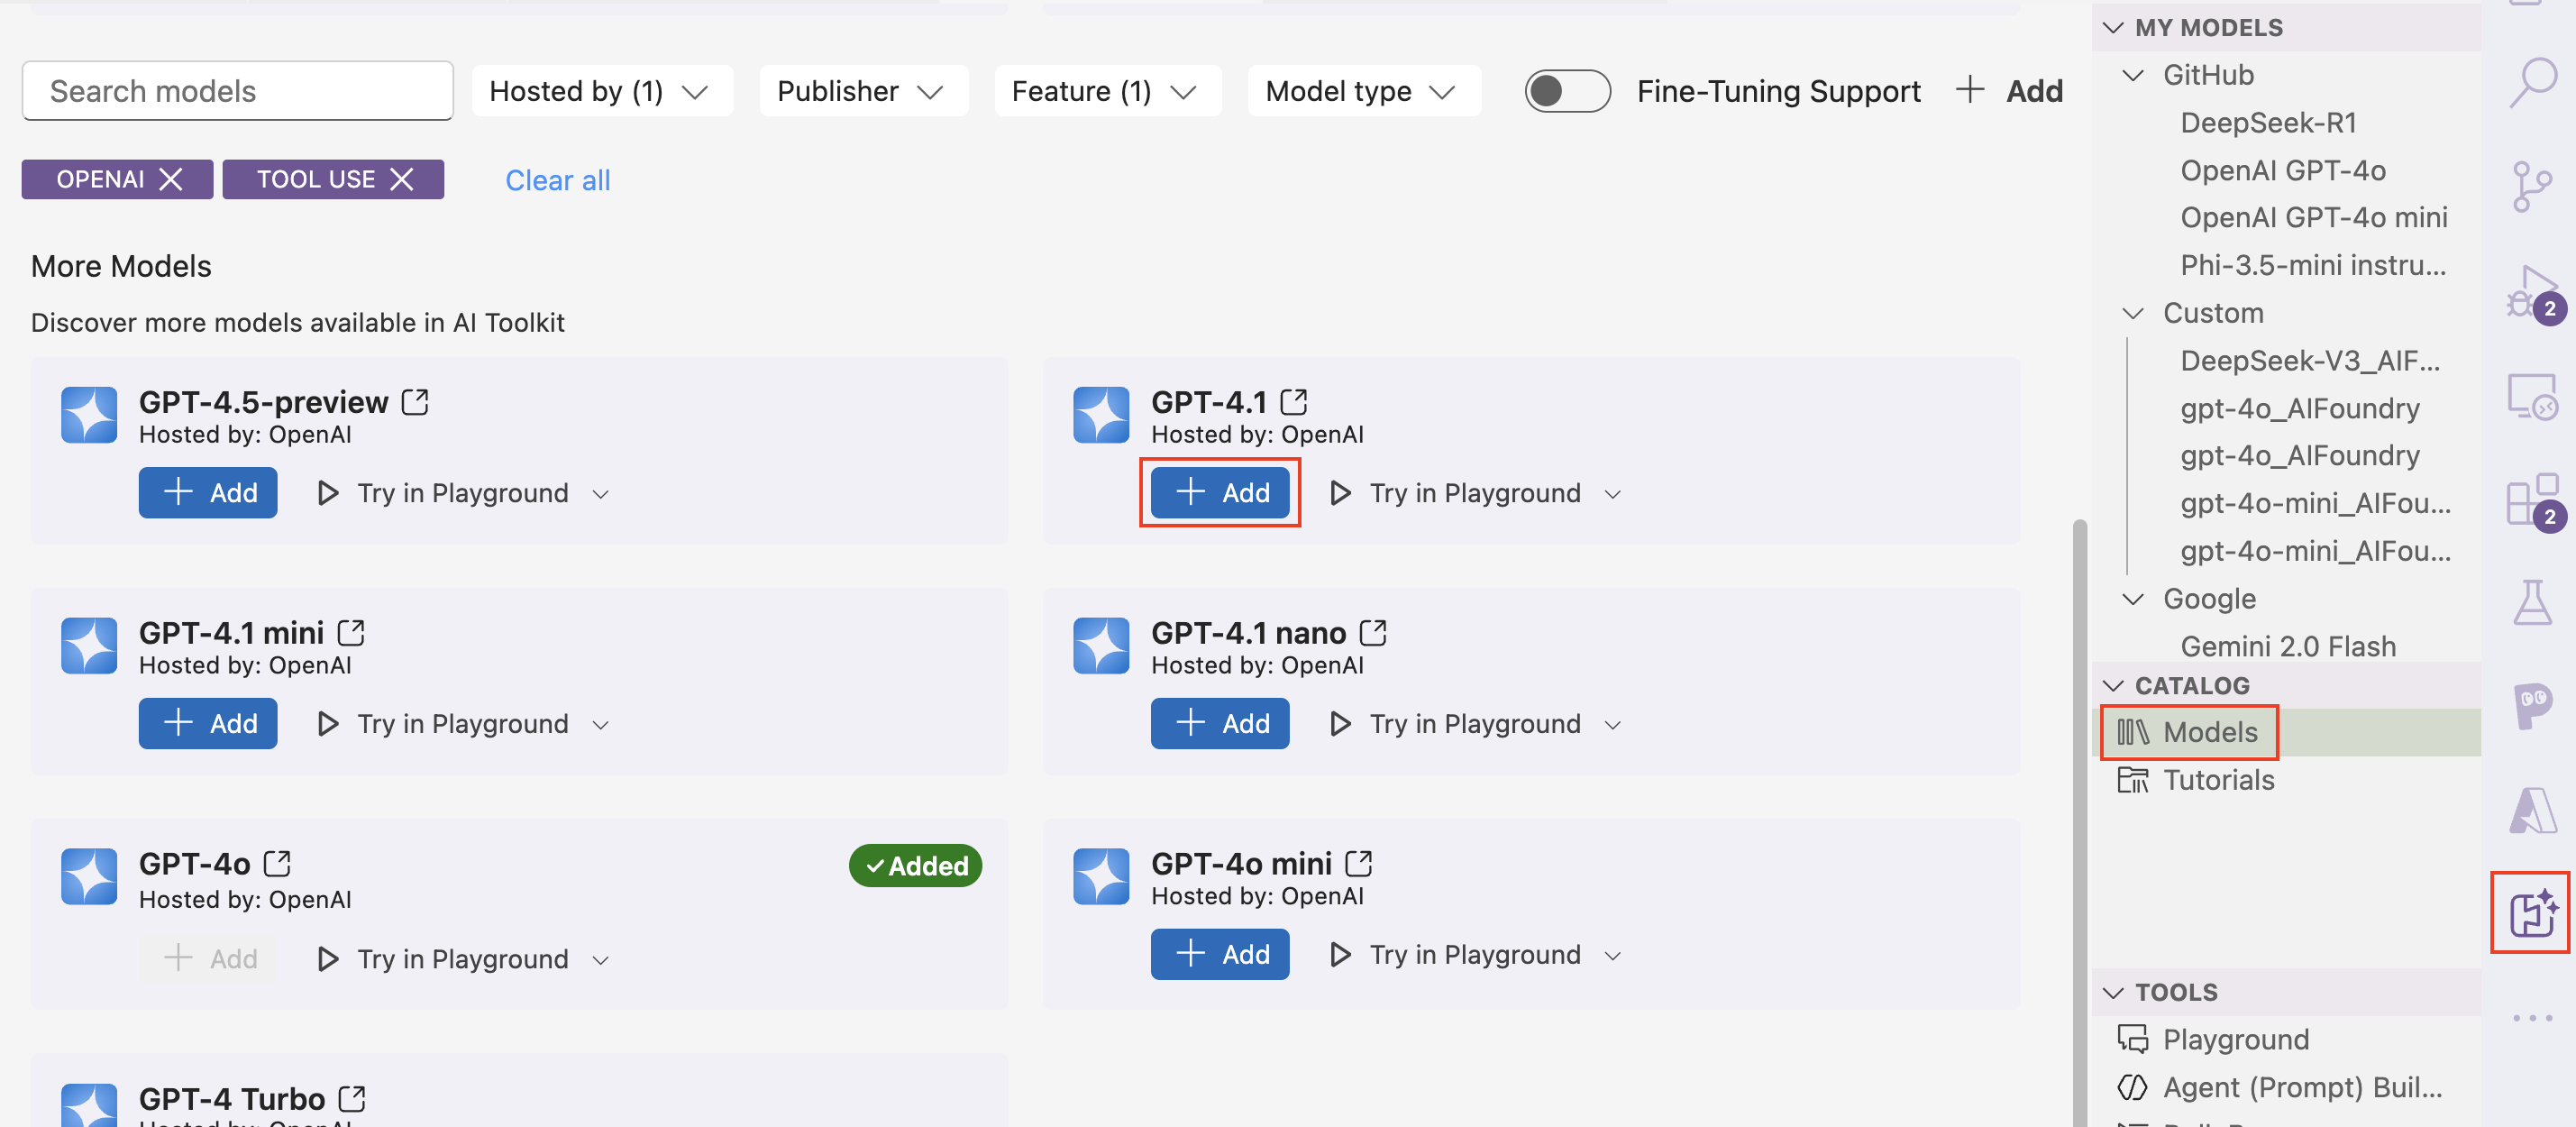 Search models
Hosted by (1)
Publisher
Feature (1)
Model type
Fine-Tuning Support
Add
OPENAI
TOOL USE
Clear all
More Models
Discover more models available in AI Toolkit
GPT-4.5-preview
Hosted by: OpenAI
Add
Try in Playground
GPT-4.1
Hosted by: OpenAI
Add
Try in Playground
GPT-4.1 mini
Hosted by: OpenAI
Add
Try in Playground
GPT-4.1 nano
Hosted by: OpenAI
Add
Try in Playground
GPT-4o
Added
Hosted by: OpenAI
Add
Try in Playground
GPT-4o mini
Hosted by: OpenAI
Add
Try in Playground
GPT-4 Turbo
Hosted by: OpenAI
MY MODELS
GitHub
DeepSeek-R1
OpenAI GPT-4o
OpenAI GPT-4o mini
Phi-3.5-mini instru...
Custom
DeepSeek-V3_AIF...
gpt-4o_AIFoundry
gpt-4o_AIFoundry
gpt-4o-mini_AIFou...
gpt-4o-mini_AIFou...
Google
Gemini 2.0 Flash
CATALOG
Models
Tutorials
TOOLS
Playground
Agent (Prompt) Buil...
2
2